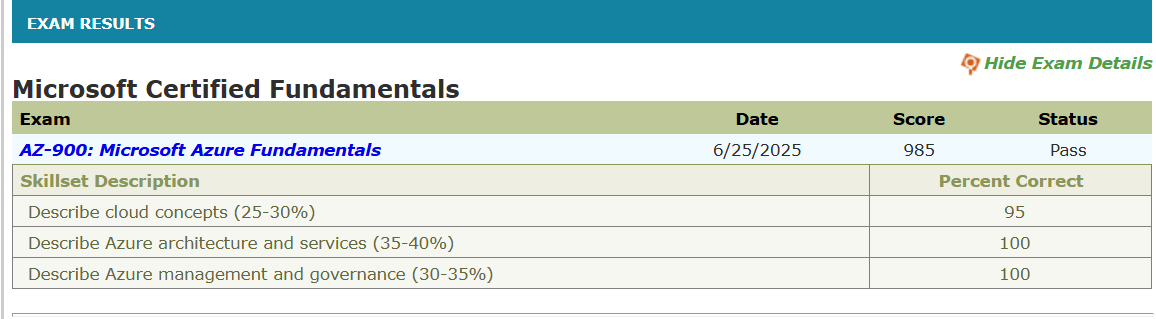 EXAM RESULTS
Hide Exam Details
Microsoft Certified Fundamentals
Exam Date Score Status
AZ-900: Microsoft Azure Fundamentals 6/25/2025 985 Pass
Skillset Description Percent Correct
Describe cloud concepts (25-30%) 95
Describe Azure architecture and services (35-40%) 100
Describe Azure management and governance (30-35%) 100